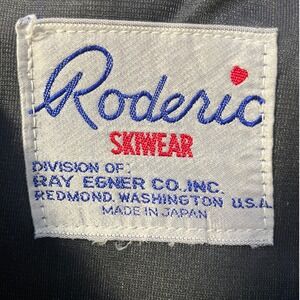 Roderic
SKIWEAR
DIVISION OF:
RAY EGNER CO., INC.
REDMOND, WASHINGTON U.S.A.
MADE IN JAPAN